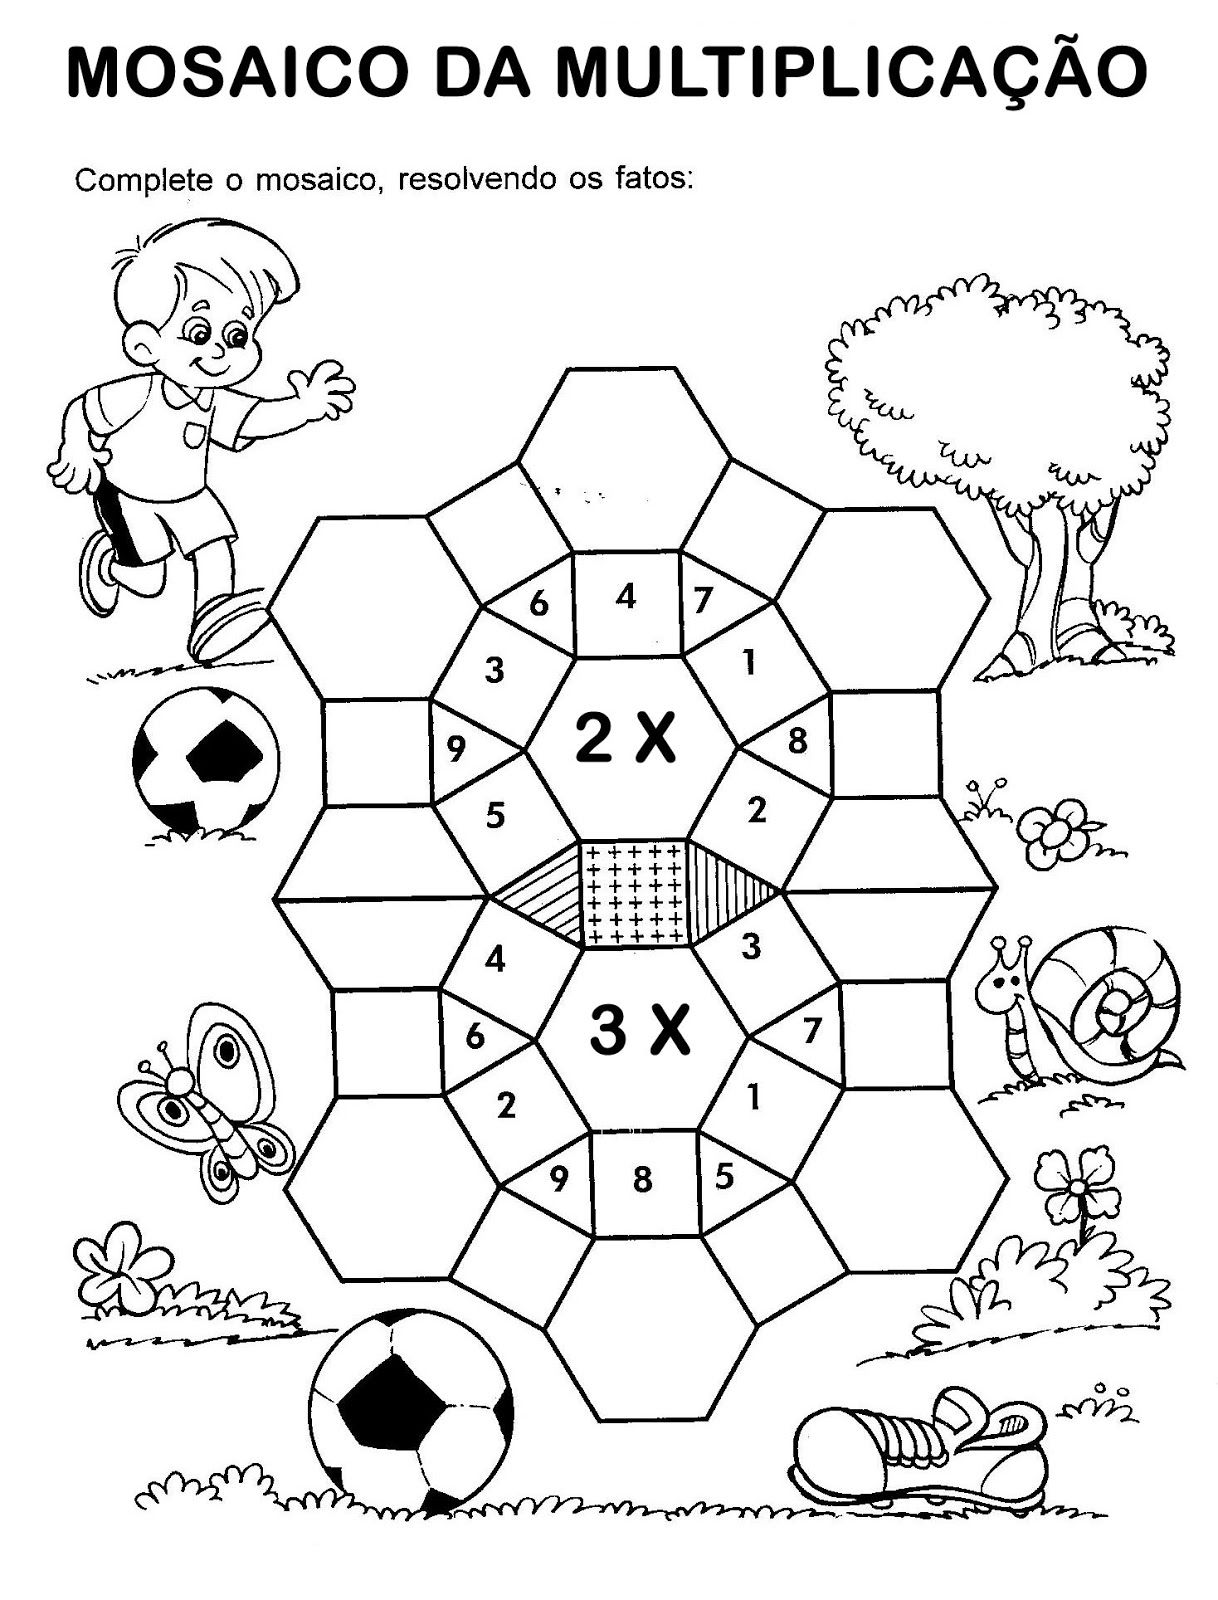 MOSAICO DA MULTIPLICAÇÃO
Complete o mosaico, resolvendo os fatos:
6 4 7
3 1
9 2 X 8
5 2
4 3
6 3 X 7
2 1
9 8 5